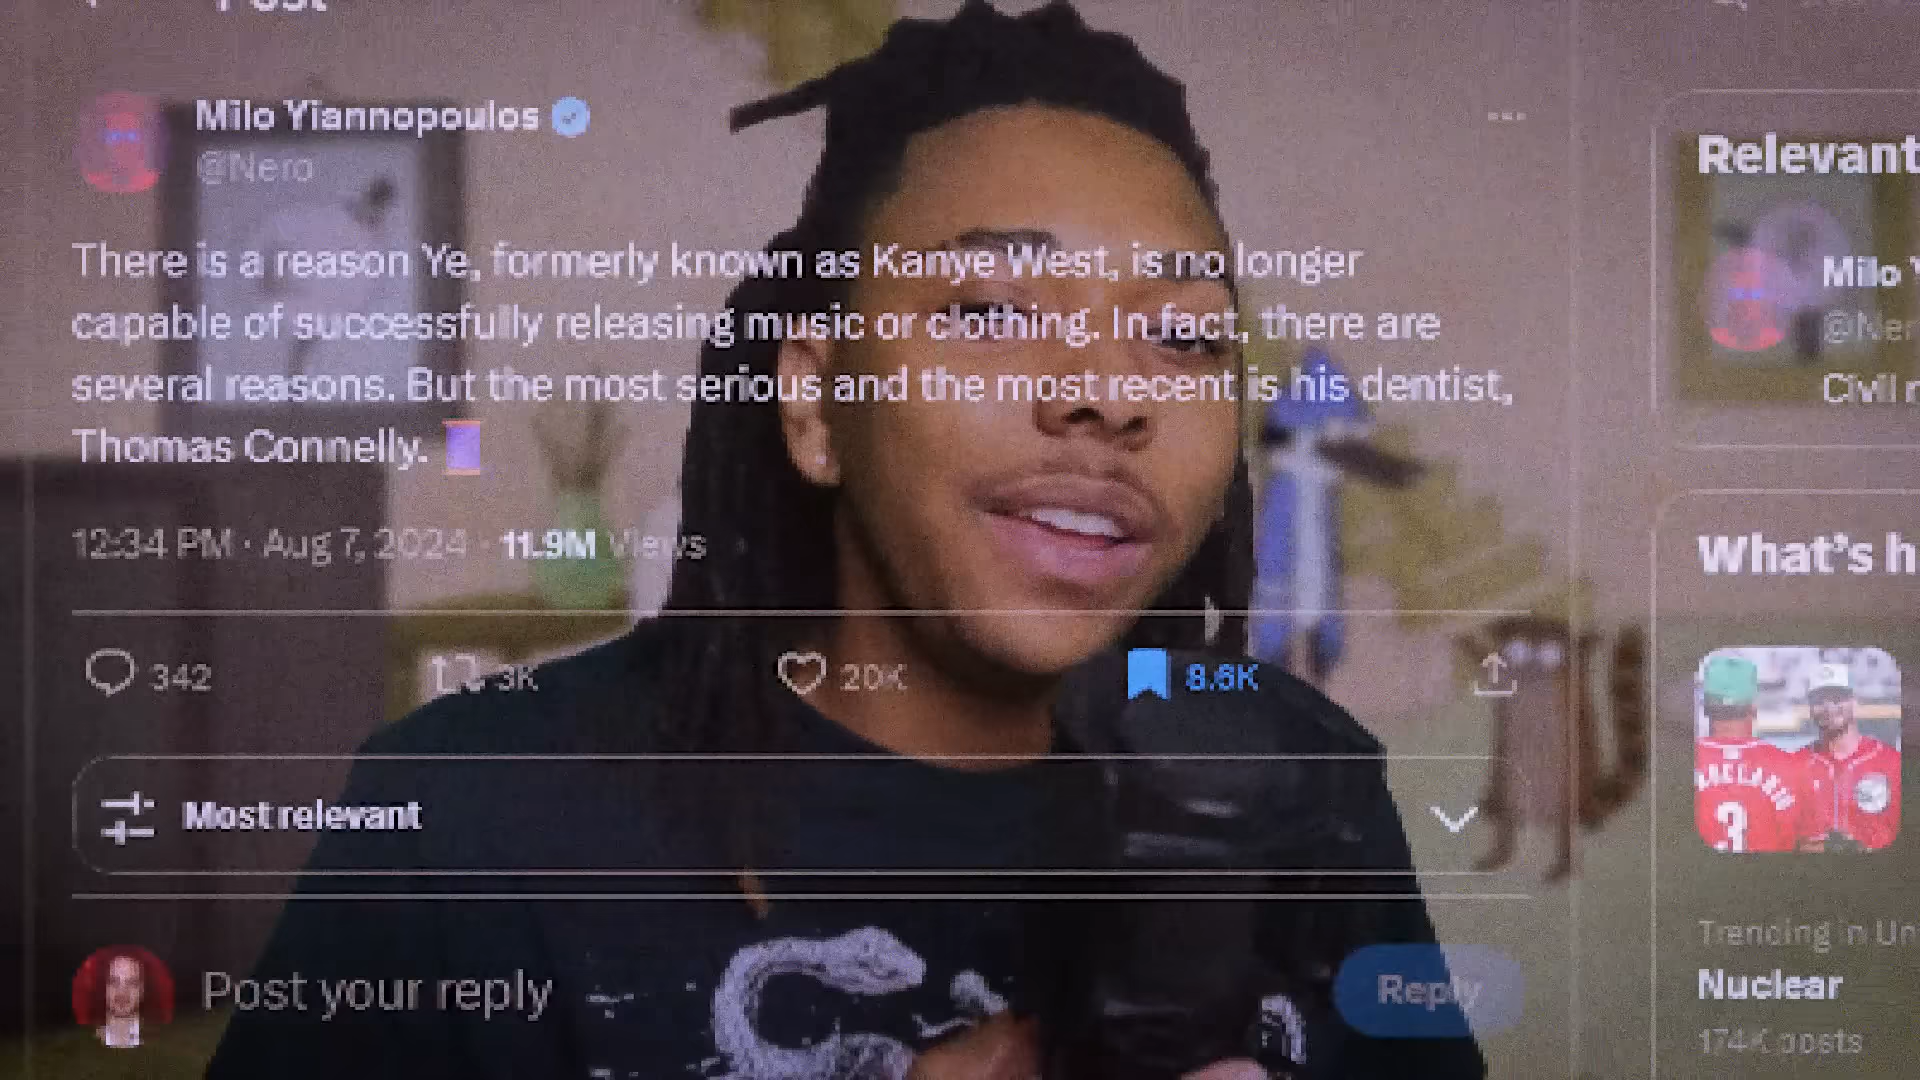 Post
Milo Yiannopoulos
@Nero
There is a reason Ye, formerly known as Kanye West, is no longer
capable of successfully releasing music or clothing. In fact, there are
several reasons. But the most serious and the most recent is his dentist,
Thomas Connelly.
12:34 PM · Aug 7, 2024 · 11.9M Views
342 3K 20K 8.6K
Most relevant
Post your reply
Reply
Relevant
Milo Y
@Ner
Civil r
What's h
3
Trending in Un
Nuclear
174K posts